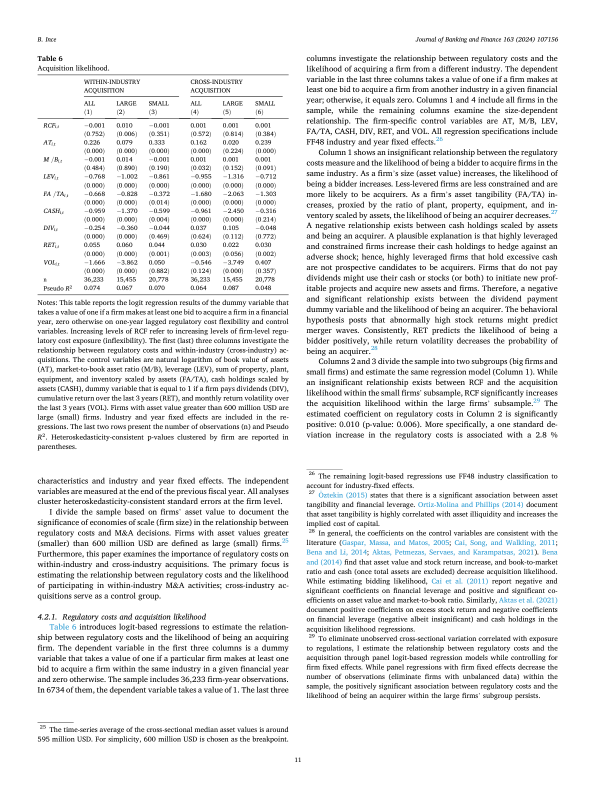 B. Ince
Journal of Banking and Finance 163 (2024) 107156
Table 6
Acquisition likelihood.
WITHIN-INDUSTRY ACQUISITION CROSS-INDUSTRY ACQUISITION
ALL LARGE SMALL ALL LARGE SMALL
(1) (2) (3) (4) (5) (6)
RCFi,t −0.001 0.010 −0.001 0.001 0.001 0.001
(0.752) (0.006) (0.351) (0.572) (0.814) (0.384)
ATi,t 0.226 0.079 0.333 0.162 0.020 0.239
(0.000) (0.000) (0.000) (0.000) (0.224) (0.000)
M /Bi,t −0.001 0.014 −0.001 0.001 0.001 0.001
(0.484) (0.890) (0.190) (0.032) (0.152) (0.091)
LEVi,t −0.768 −1.002 −0.861 −0.955 −1.316 −0.712
(0.000) (0.000) (0.000) (0.000) (0.000) (0.000)
FA /TAi,t −0.668 −0.828 −0.372 −1.680 −2.063 −1.303
(0.000) (0.000) (0.014) (0.000) (0.000) (0.000)
CASHi,t −0.959 −1.370 −0.599 −0.961 −2.450 −0.316
(0.000) (0.000) (0.004) (0.000) (0.000) (0.214)
DIVi,t −0.254 −0.360 −0.044 0.037 0.105 −0.048
(0.000) (0.000) (0.469) (0.624) (0.112) (0.772)
RETi,t 0.055 0.060 0.044 0.030 0.022 0.030
(0.000) (0.000) (0.001) (0.003) (0.056) (0.002)
VOLi,t −1.666 −3.862 0.050 −0.546 −3.749 0.407
(0.000) (0.000) (0.882) (0.124) (0.000) (0.357)
n 36,233 15,455 20,778 36,233 15,455 20,778
Pseudo R2 0.074 0.067 0.070 0.064 0.087 0.048
Notes: This table reports the logit regression results of the dummy variable that
takes a value of one if a firm makes at least one bid to acquire a firm in a financial
year, zero otherwise on one-year lagged regulatory cost flexibility and control
variables. Increasing levels of RCF refer to increasing levels of firm-level regu-
latory cost exposure (inflexibility). The first (last) three columns investigate the
relationship between regulatory costs and within-industry (cross-industry) ac-
quisitions. The control variables are natural logarithm of book value of assets
(AT), market-to-book asset ratio (M/B), leverage (LEV), sum of property, plant,
equipment, and inventory scaled by assets (FA/TA), cash holdings scaled by
assets (CASH), dummy variable that is equal to 1 if a firm pays dividends (DIV),
cumulative return over the last 3 years (RET), and monthly return volatility over
the last 3 years (VOL). Firms with asset value greater than 600 million USD are
large (small) firms. Industry and year fixed effects are included in the re-
gressions. The last two rows present the number of observations (n) and Pseudo
R2. Heteroskedasticity-consistent p-values clustered by firm are reported in
parentheses.
characteristics and industry and year fixed effects. The independent
variables are measured at the end of the previous fiscal year. All analyses
cluster heteroskedastic-consistent standard errors at the firm level.
I divide the sample based on firms' asset value to document the
significance of economies of scale (firm size) in the relationship between
regulatory costs and M&A decisions. Firms with asset values greater
(smaller) than 600 million USD are defined as large (small) firms.25
Furthermore, this paper examines the importance of regulatory costs on
within-industry and cross-industry acquisitions. The primary focus is
estimating the relationship between regulatory costs and the likelihood
of participating in within-industry M&A activities; cross-industry ac-
quisitions serve as a control group.
4.2.1. Regulatory costs and acquisition likelihood
Table 6 introduces logit-based regressions to estimate the relation-
ship between regulatory costs and the likelihood of being an acquiring
firm. The dependent variable in the first three columns is a dummy
variable that takes a value of one if a particular firm makes at least one
bid to acquire a firm within the same industry in a given financial year
and zero otherwise. The sample includes 36,233 firm-year observations.
In 6734 of them, the dependent variable takes a value of 1. The last three
25 The time-series average of the cross-sectional median asset values is around
595 million USD. For simplicity, 600 million USD is chosen as the breakpoint.
columns investigate the relationship between regulatory costs and the
likelihood of acquiring a firm from a different industry. The dependent
variable in the last three columns takes a value of one if a firm makes at
least one bid to acquire a firm from another industry in a given financial
year; otherwise, it equals zero. Columns 1 and 4 include all firms in the
sample, while the remaining columns examine the size-dependent
relationship. The firm-specific control variables are AT, M/B, LEV,
FA/TA, CASH, DIV, RET, and VOL. All regression specifications include
FF48 industry and year fixed effects.26
Column 1 shows an insignificant relationship between the regulatory
costs measure and the likelihood of being a bidder to acquire firms in the
same industry. As a firm's size (asset value) increases, the likelihood of
being a bidder increases. Less-levered firms are less constrained and are
more likely to be acquirers. As a firm's asset tangibility (FA/TA) in-
creases, proxied by the ratio of plant, property, equipment, and in-
ventory scaled by assets, the likelihood of being an acquirer decreases.27
A negative relationship exists between cash holdings scaled by assets
and being an acquirer. A plausible explanation is that highly leveraged
and constrained firms increase their cash holdings to hedge against an
adverse shock; hence, highly leveraged firms that hold excessive cash
are not prospective candidates to be acquirers. Firms that do not pay
dividends might use their cash or stocks (or both) to initiate new prof-
itable projects and acquire new assets and firms. Therefore, a negative
and significant relationship exists between the dividend payment
dummy variable and the likelihood of being an acquirer. The behavioral
hypothesis posits that abnormally high stock returns might predict
merger waves. Consistently, RET predicts the likelihood of being a
bidder positively, while return volatility decreases the probability of
being an acquirer.28
Columns 2 and 3 divide the sample into two subgroups (big firms and
small firms) and estimate the same regression model (Column 1). While
an insignificant relationship exists between RCF and the acquisition
likelihood within the small firms' subsample, RCF significantly increases
the acquisition likelihood within the large firms' subsample.29 The
estimated coefficient on regulatory costs in Column 2 is significantly
positive: 0.010 (p-value: 0.006). More specifically, a one standard de-
viation increase in the regulatory costs is associated with a 2.8 %
26 The remaining logit-based regressions use FF48 industry classification to
account for industry-fixed effects.
27 Öztekin (2015) states that there is a significant association between asset
tangibility and financial leverage. Ortiz-Molina and Phillips (2014) document
that asset tangibility is highly correlated with asset illiquidity and increases the
implied cost of capital.
28 In general, the coefficients on the control variables are consistent with the
literature (Gaspar, Massa, and Matos, 2005; Cai, Song, and Walkling, 2011;
Bena and Li, 2014; Aktas, Petmezas, Servaes, and Karampatsas, 2021). Bena
and (2014) find that asset value and stock return increase, and book-to-market
ratio and cash (once total assets are excluded) decrease acquisition likelihood.
While estimating bidding likelihood, Cai et al (2011) report negative and
significant coefficients on financial leverage and positive and significant co-
efficients on asset value and market-to-book ratio. Similarly, Aktas et al. (2021)
document positive coefficients on excess stock return and negative coefficients
on financial leverage (negative albeit insignificant) and cash holdings in the
acquisition likelihood regressions.
29 To eliminate unobserved cross-sectional variation correlated with exposure
to regulations, I estimate the relationship between regulatory costs and the
acquisition through panel logit-based regression models while controlling for
firm fixed effects. While panel regressions with firm fixed effects decrease the
number of observations (eliminate firms with unbalanced data) within the
sample, the positively significant association between regulatory costs and the
likelihood of being an acquirer within the large firms' subgroup persists.
11